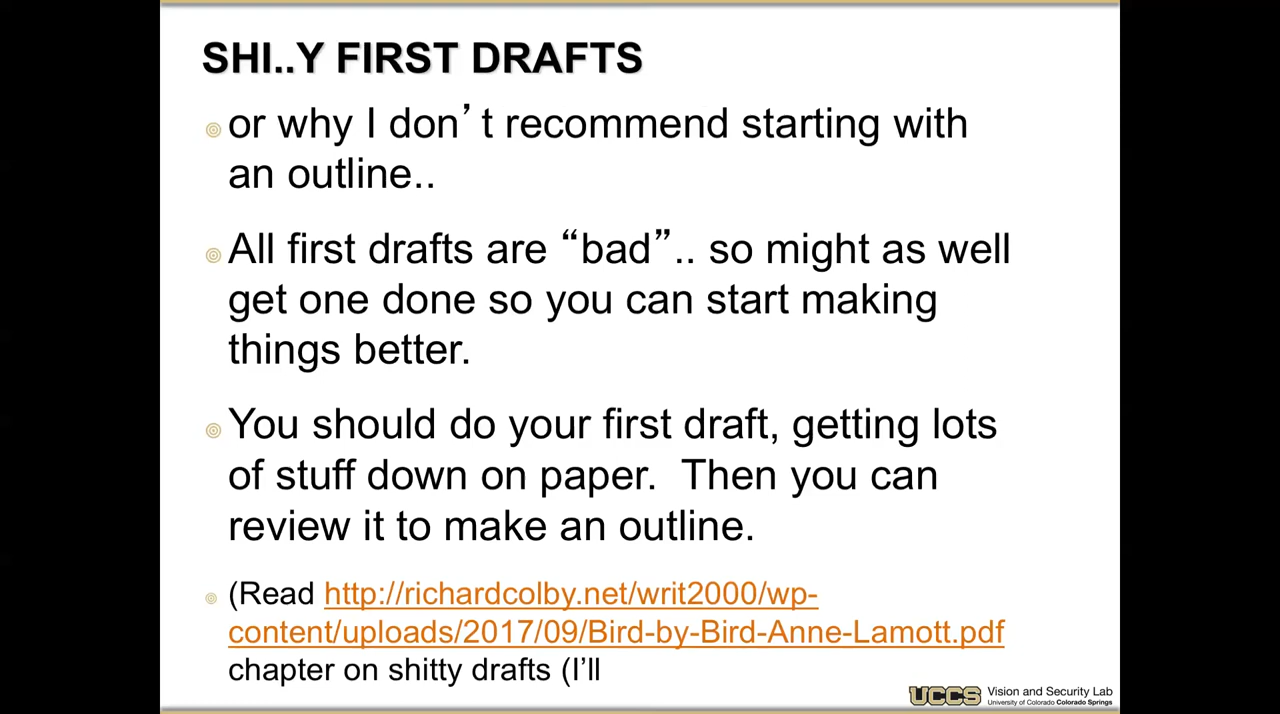 SHI..Y FIRST DRAFTS
or why I don’t recommend starting with
an outline..
All first drafts are “bad”.. so might as well
get one done so you can start making
things better.
You should do your first draft, getting lots
of stuff down on paper.  Then you can
review it to make an outline.
(Read http://richardcolby.net/writ2000/wp-
content/uploads/2017/09/Bird-by-Bird-Anne-Lamott.pdf
chapter on shitty drafts (I’ll
UCCS Vision and Security Lab
University of Colorado Colorado Springs